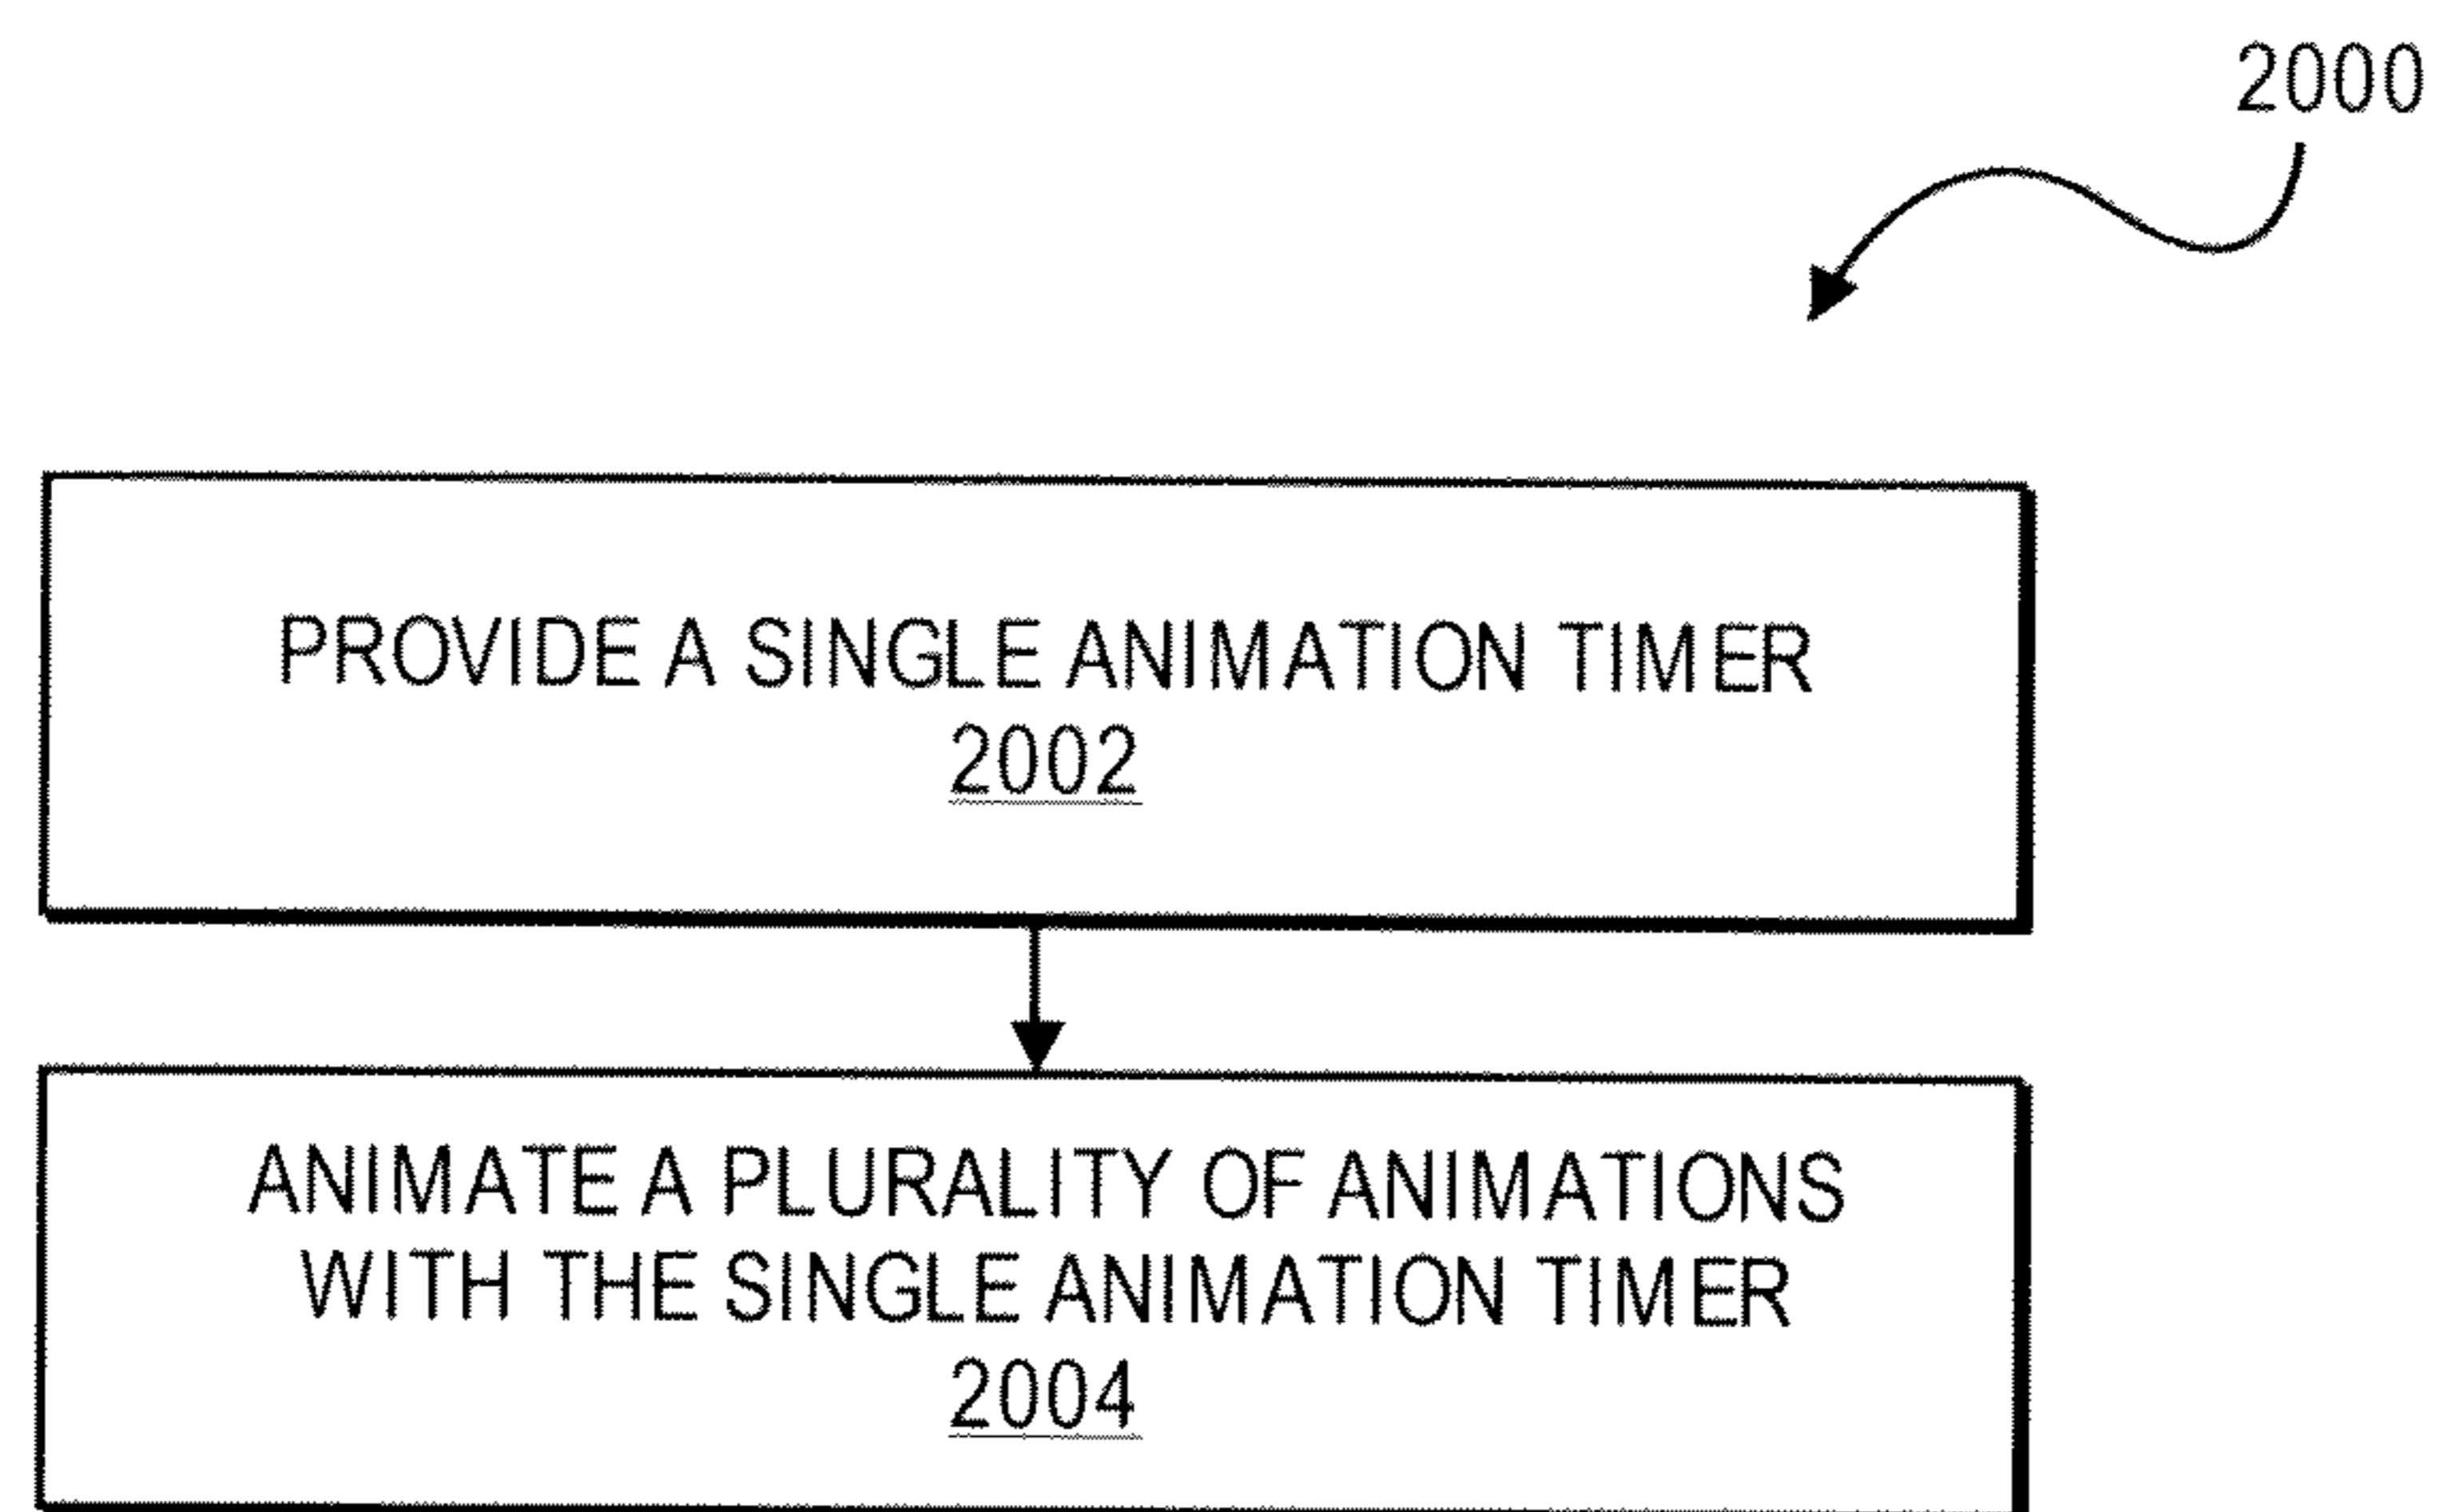 2000
PROVIDE A SINGLE ANIMATION TIMER
2002
ANIMATE A PLURALITY OF ANIMATIONS
WITH THE SINGLE ANIMATION TIMER
2004